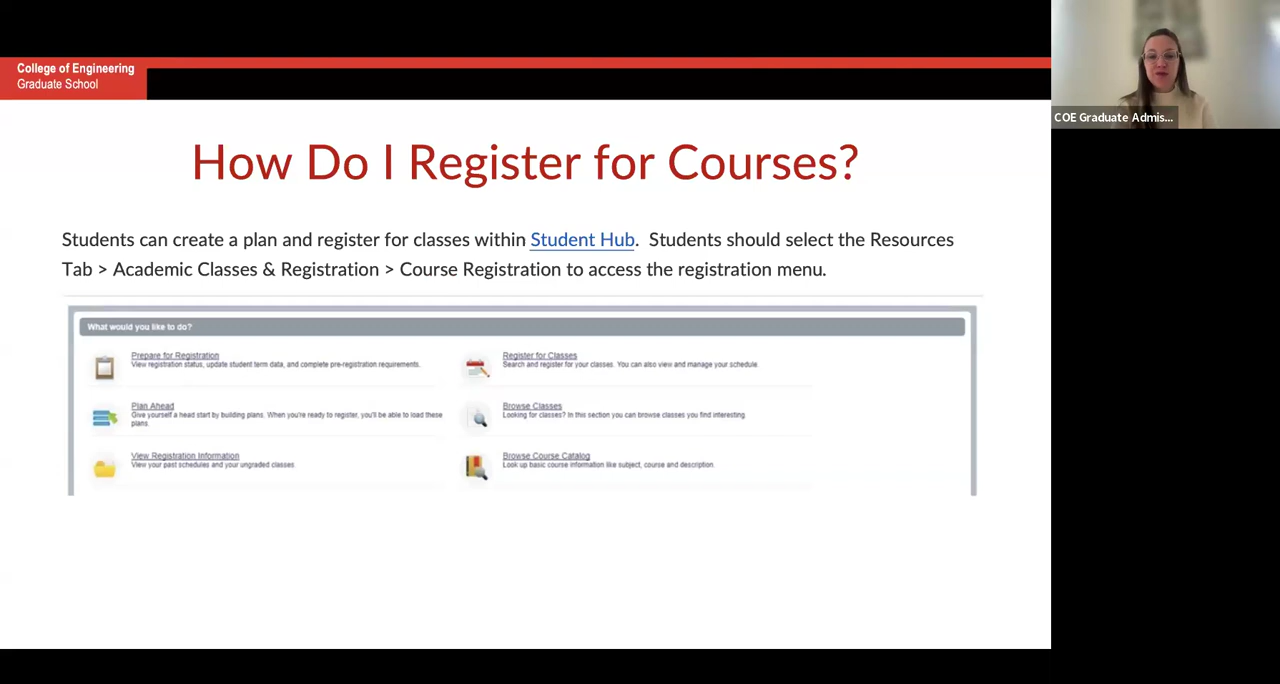 College of Engineering
Graduate School
COE Graduate Admis...
How Do I Register for Courses?
Students can create a plan and register for classes within Student Hub. Students should select the Resources
Tab > Academic Classes & Registration > Course Registration to access the registration menu.
What would you like to do?
Prepare for Registration
View registration status, update student term data, and complete pre-registration requirements.
Register for Classes
Search and register for your classes. You can also view and manage your schedule.
Plan Ahead
Give yourself a head start by building plans. When you're ready to register, you'll be able to load these
plans.
Browse Classes
Looking for classes? In this section you can browse classes you find interesting.
View Registration Information
View your past schedules and your ungraded classes.
Browse Course Catalog
Look up basic course information like subject, course and description.